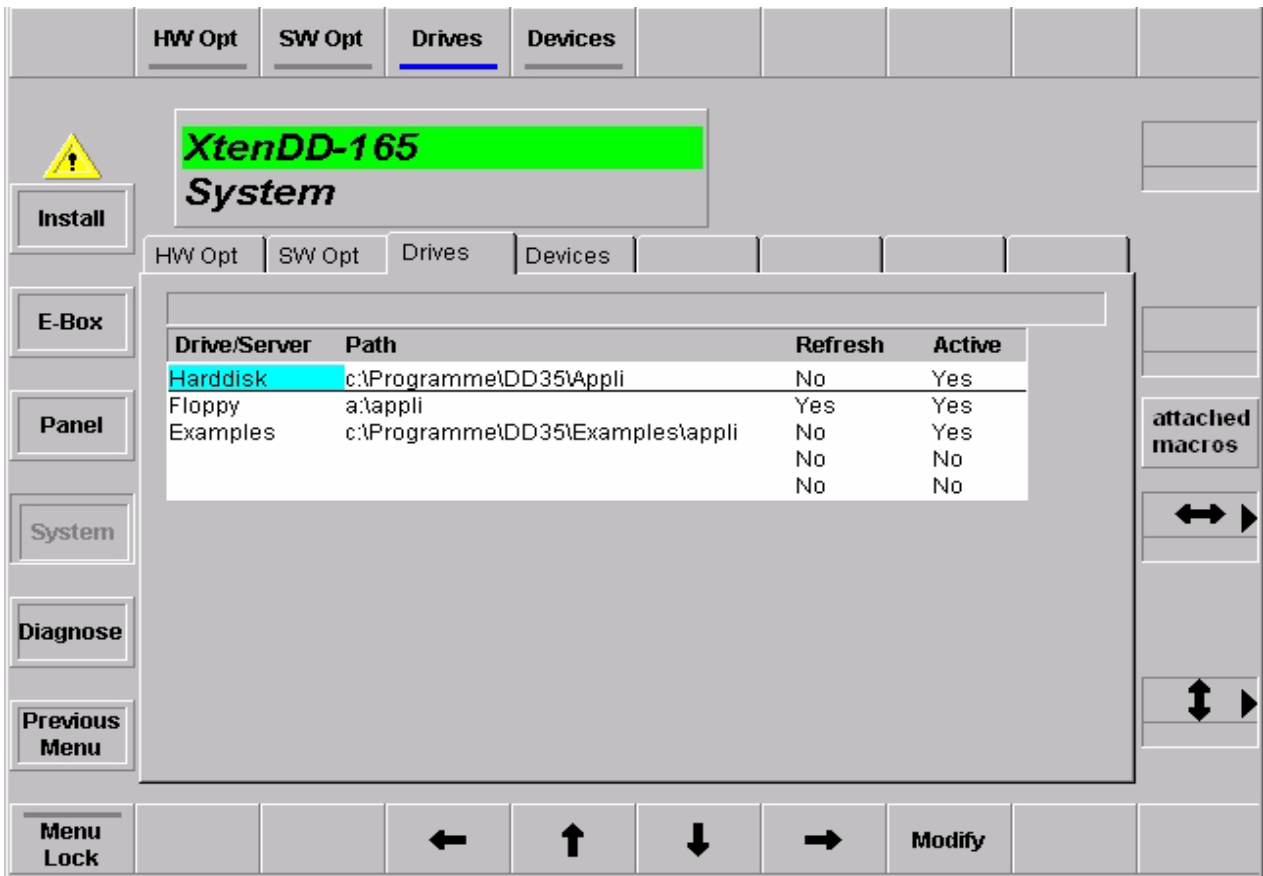 HW Opt SW Opt Drives Devices
XtenDD-165
System
Install
HW Opt SW Opt Drives Devices
E-Box
Drive/Server Path Refresh Active
Harddisk c:\Programme\DD35\Appli No Yes
Floppy a:\appli Yes Yes
Examples c:\Programme\DD35\Examples\appli No Yes
No No
No No
Panel
attached
macros
System
Diagnose
Previous
Menu
Menu
Lock
Modify